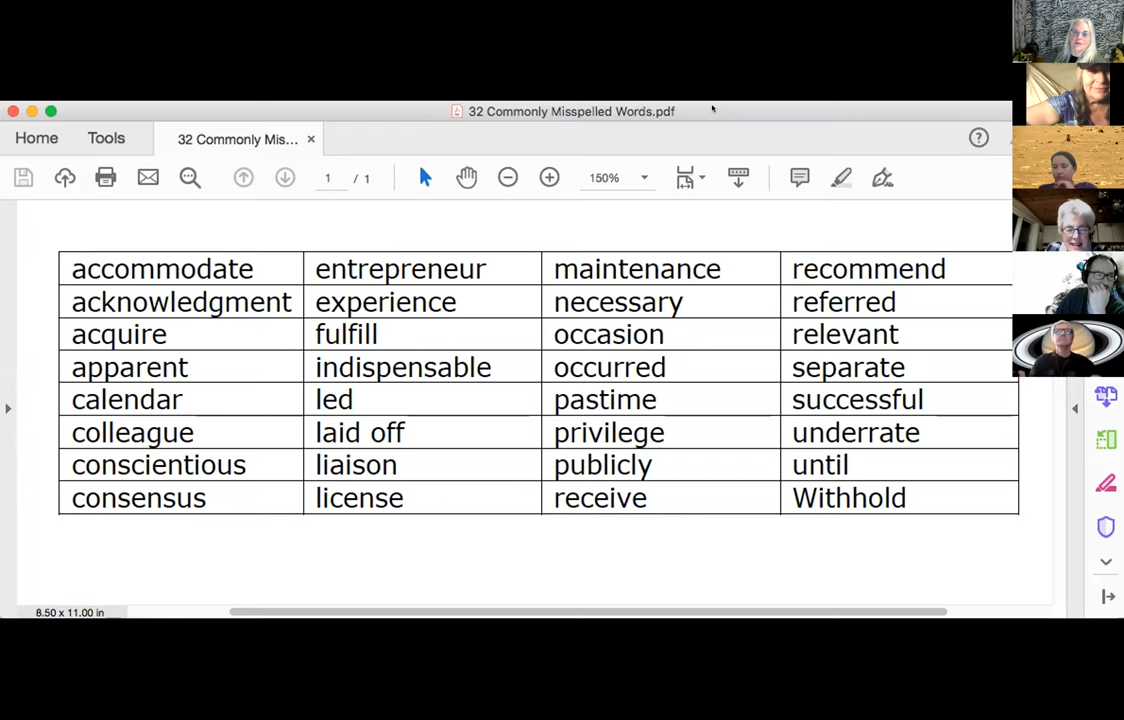 32 Commonly Misspelled Words.pdf
Home Tools 32 Commonly Mis... ×
1 / 1 150%
accommodate entrepreneur maintenance recommend
acknowledgment experience necessary referred
acquire fulfill occasion relevant
apparent indispensable occurred separate
calendar led pastime successful
colleague laid off privilege underrate
conscientious liaison publicly until
consensus license receive Withhold
8.50 x 11.00 in